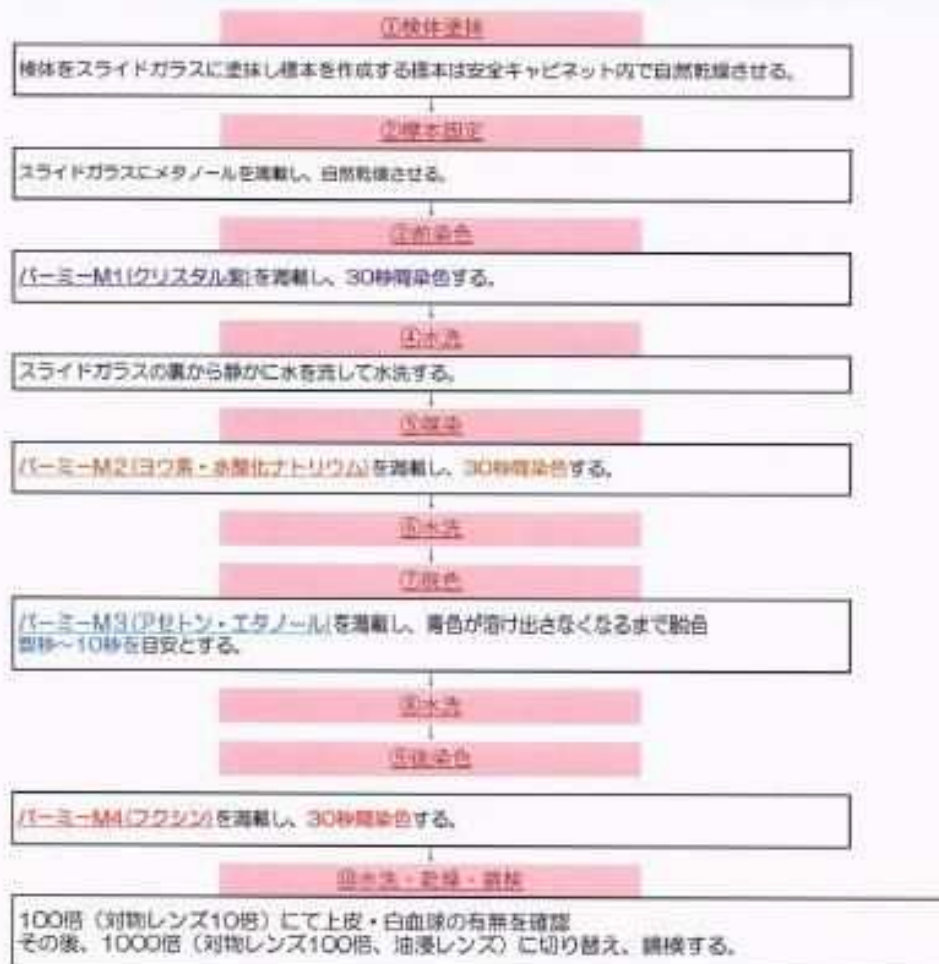 ①検体塗抹
検体をスライドガラスに塗抹し標本を作成する標本は安全キャビネット内で自然乾燥させる。
②標本固定
スライドガラスにメタノールを満載し、自然乾燥させる。
③前染色
バーミーM1(クリスタル紫)を満載し、30秒間染色する。
④水洗
スライドガラスの裏から静かに水を流して水洗する。
⑤媒染
バーミーM2(ヨウ素・水酸化ナトリウム)を満載し、30秒間染色する。
⑥水洗
⑦脱色
バーミーM3(アセトン・エタノール)を満載し、青色が溶け出さなくなるまで脱色
数秒～10秒を目安とする。
⑧水洗
⑨後染色
バーミーM4(フクシン)を満載し、30秒間染色する。
⑩水洗・乾燥・鏡検
100倍（対物レンズ10倍）にて上皮・白血球の有無を確認
その後、1000倍（対物レンズ100倍、油浸レンズ）に切り替え、鏡検する。